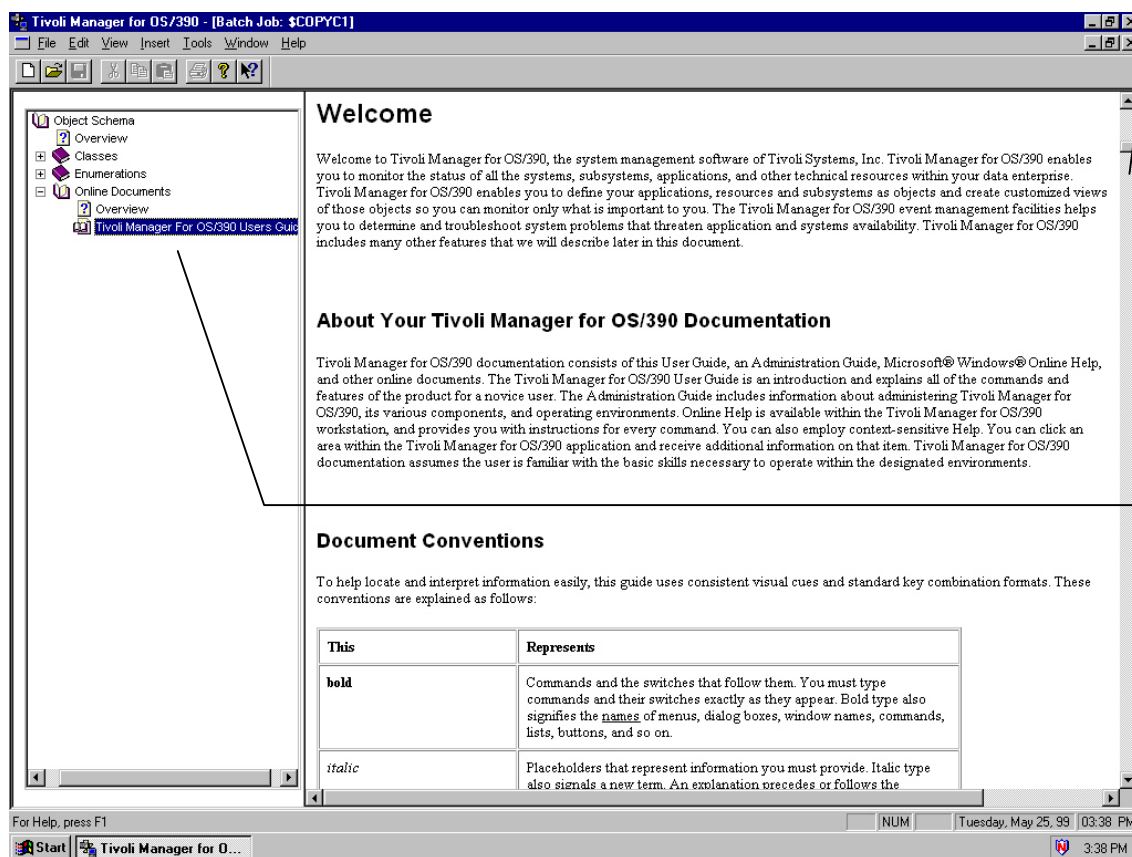 Tivoli Manager for OS/390 - [Batch Job: $COPYC1]
File Edit View Insert Tools Window Help
Object Schema
Overview
Classes
Enumerations
Online Documents
Overview
Tivoli Manager For OS/390 Users Guid
Welcome
Welcome to Tivoli Manager for OS/390, the system management software of Tivoli Systems, Inc. Tivoli Manager for OS/390 enables
you to monitor the status of all the systems, subsystems, applications, and other technical resources within your data enterprise.
Tivoli Manager for OS/390 enables you to define your applications, resources and subsystems as objects and create customized views
of those objects so you can monitor only what is important to you. The Tivoli Manager for OS/390 event management facilities helps
you to determine and troubleshoot system problems that threaten application and systems availability. Tivoli Manager for OS/390
includes many other features that we will describe later in this document.
About Your Tivoli Manager for OS/390 Documentation
Tivoli Manager for OS/390 documentation consists of this User Guide, an Administration Guide, Microsoft® Windows® Online Help,
and other online documents. The Tivoli Manager for OS/390 User Guide is an introduction and explains all of the commands and
features of the product for a novice user. The Administration Guide includes information about administering Tivoli Manager for
OS/390, its various components, and operating environments. Online Help is available within the Tivoli Manager for OS/390
workstation, and provides you with instructions for every command. You can also employ context-sensitive Help. You can click an
area within the Tivoli Manager for OS/390 application and receive additional information on that item. Tivoli Manager for OS/390
documentation assumes the user is familiar with the basic skills necessary to operate within the designated environments.
Document Conventions
To help locate and interpret information easily, this guide uses consistent visual cues and standard key combination formats. These
conventions are explained as follows:
This Represents
bold Commands and the switches that follow them. You must type
commands and their switches exactly as they appear. Bold type also
signifies the names of menus, dialog boxes, window names, commands,
lists, buttons, and so on.
italic Placeholders that represent information you must provide. Italic type
also signals a new term. An explanation precedes or follows the
For Help, press F1 NUM Tuesday, May 25, 99 03:38 PM
Start Tivoli Manager for O... 3:38 PM